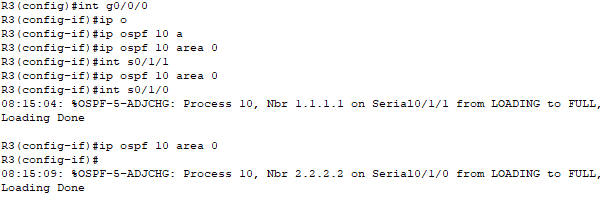 R3(config)#int g0/0/0
R3(config-if)#ip o
R3(config-if)#ip ospf 10 a
R3(config-if)#ip ospf 10 area 0
R3(config-if)#int s0/1/1
R3(config-if)#ip ospf 10 area 0
R3(config-if)#int s0/1/0
08:15:04: %OSPF-5-ADJCHG: Process 10, Nbr 1.1.1.1 on Serial0/1/1 from LOADING to FULL,
Loading Done
R3(config-if)#ip ospf 10 area 0
R3(config-if)#
08:15:09: %OSPF-5-ADJCHG: Process 10, Nbr 2.2.2.2 on Serial0/1/0 from LOADING to FULL,
Loading Done